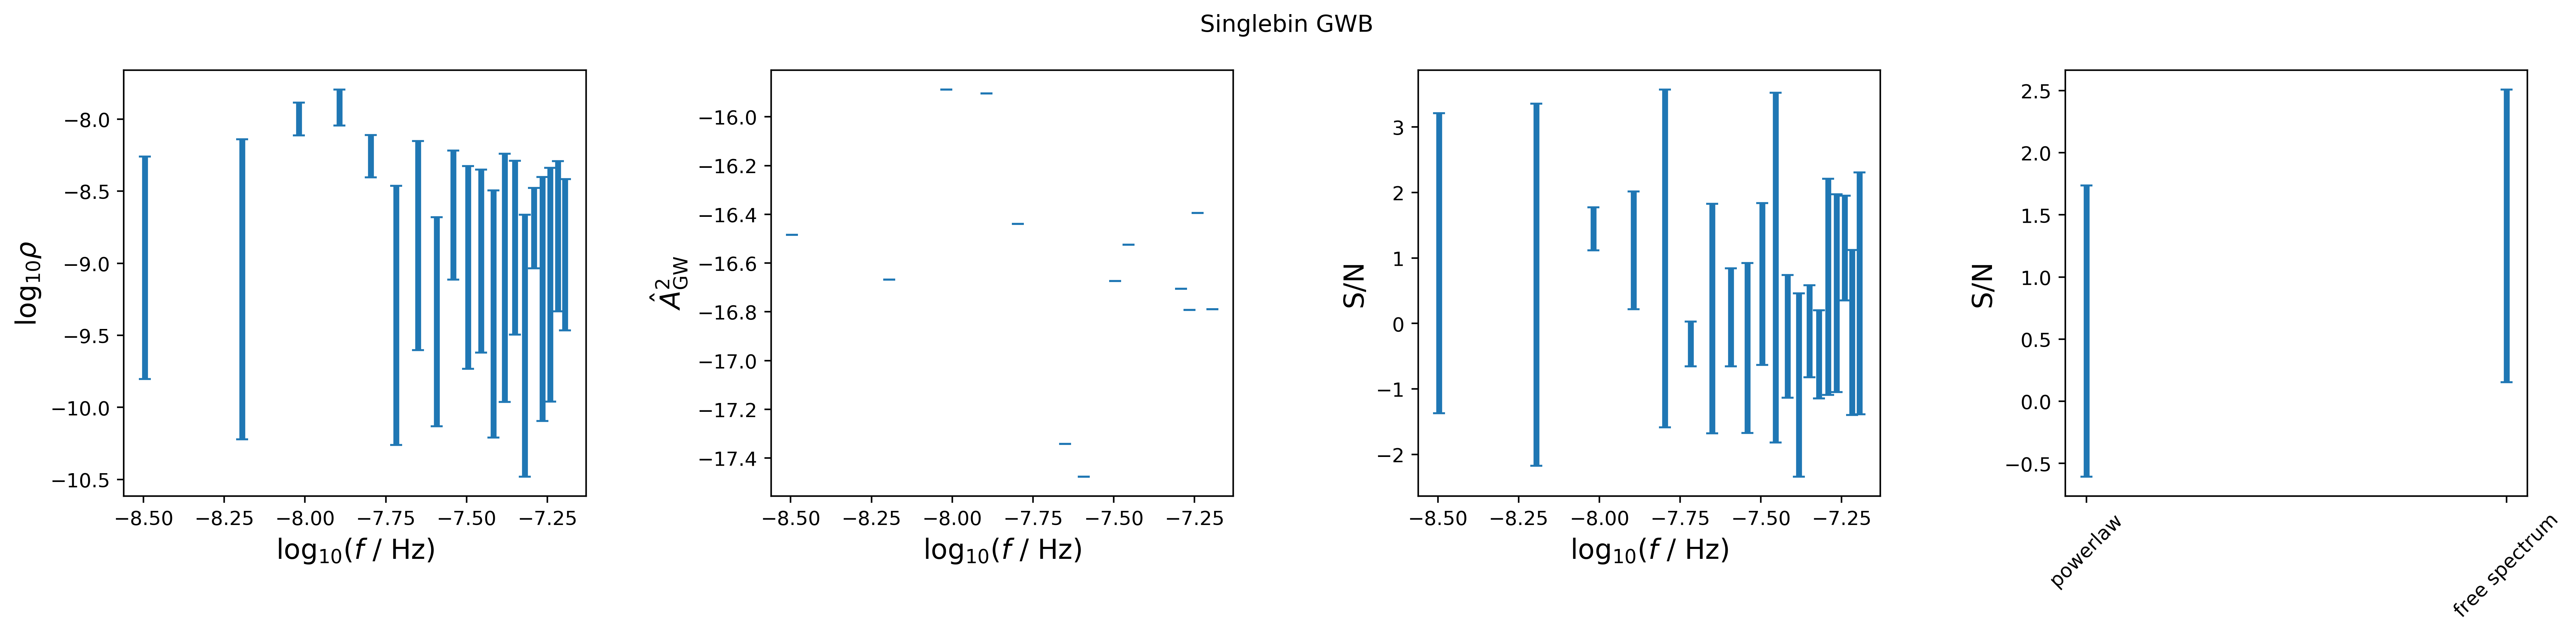 Singlebin GWB
log₁₀ρ
−8.0
−8.5
−9.0
−9.5
−10.0
−10.5
−8.50 −8.25 −8.00 −7.75 −7.50 −7.25
log₁₀(f / Hz)
Â²_GW
−16.0
−16.2
−16.4
−16.6
−16.8
−17.0
−17.2
−17.4
−8.50 −8.25 −8.00 −7.75 −7.50 −7.25
log₁₀(f / Hz)
S/N
3
2
1
0
−1
−2
−8.50 −8.25 −8.00 −7.75 −7.50 −7.25
log₁₀(f / Hz)
S/N
2.5
2.0
1.5
1.0
0.5
0.0
−0.5
powerlaw
free spectrum